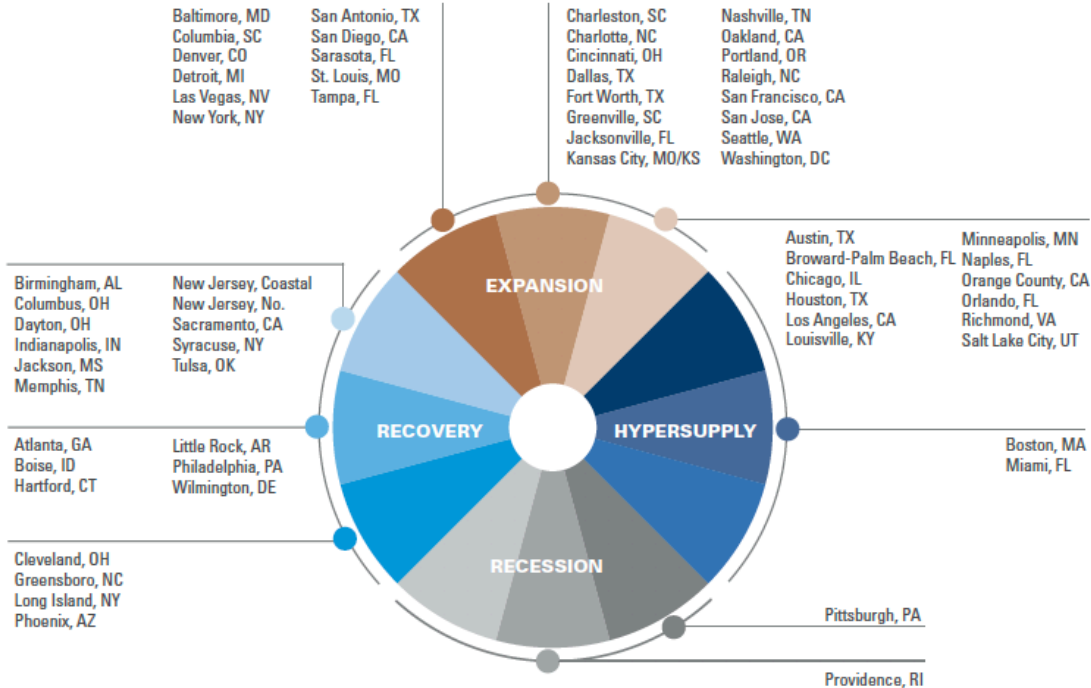 Baltimore, MD
Columbia, SC
Denver, CO
Detroit, MI
Las Vegas, NV
New York, NY
San Antonio, TX
San Diego, CA
Sarasota, FL
St. Louis, MO
Tampa, FL
Charleston, SC
Charlotte, NC
Cincinnati, OH
Dallas, TX
Fort Worth, TX
Greenville, SC
Jacksonville, FL
Kansas City, MO/KS
Nashville, TN
Oakland, CA
Portland, OR
Raleigh, NC
San Francisco, CA
San Jose, CA
Seattle, WA
Washington, DC
Austin, TX
Broward-Palm Beach, FL
Chicago, IL
Houston, TX
Los Angeles, CA
Louisville, KY
Minneapolis, MN
Naples, FL
Orange County, CA
Orlando, FL
Richmond, VA
Salt Lake City, UT
EXPANSION
Birmingham, AL
Columbus, OH
Dayton, OH
Indianapolis, IN
Jackson, MS
Memphis, TN
New Jersey, Coastal
New Jersey, No.
Sacramento, CA
Syracuse, NY
Tulsa, OK
RECOVERY
HYPERSUPPLY
Atlanta, GA
Boise, ID
Hartford, CT
Little Rock, AR
Philadelphia, PA
Wilmington, DE
Boston, MA
Miami, FL
Cleveland, OH
Greensboro, NC
Long Island, NY
Phoenix, AZ
RECESSION
Pittsburgh, PA
Providence, RI